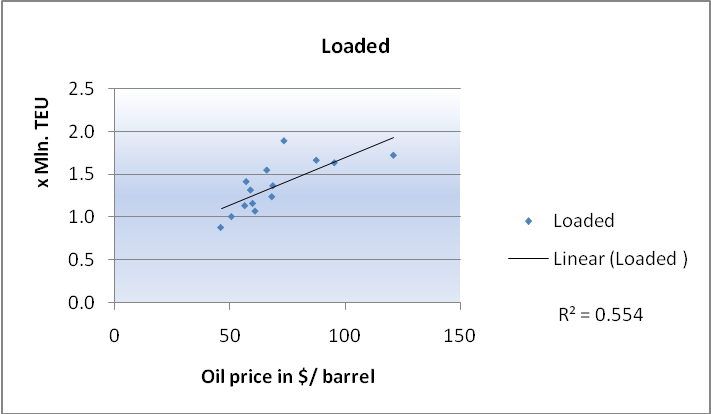 Loaded
x Mln. TEU
2.5
2.0
1.5
1.0
0.5
0.0
0 50 100 150
Oil price in $/ barrel
Loaded
Linear (Loaded )
R² = 0.554